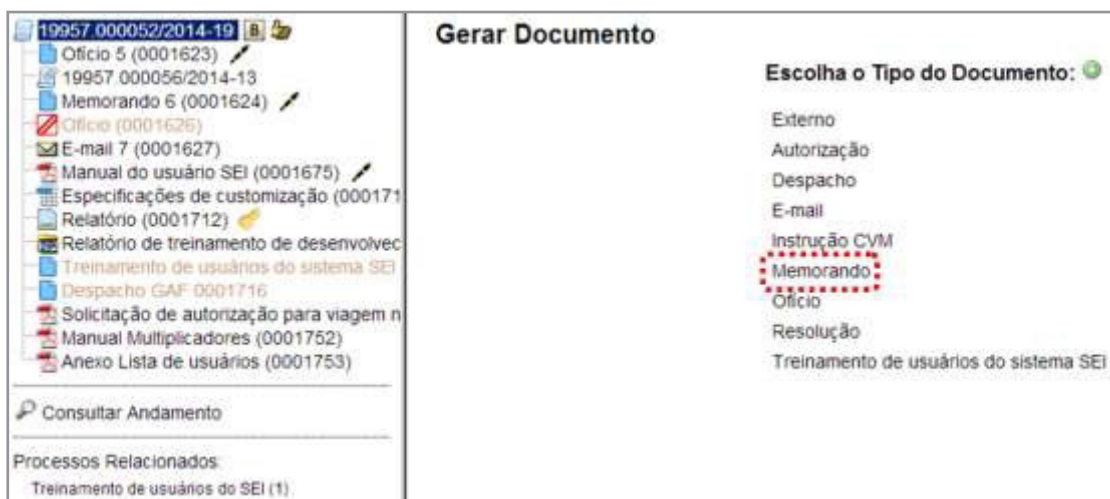 19957.000052/2014-19 B
Ofício 5 (0001623)
19957.000056/2014-13
Memorando 6 (0001624)
Ofício (0001626)
E-mail 7 (0001627)
Manual do usuário SEI (0001675)
Especificações de customização (000171
Relatório (0001712)
Relatório de treinamento de desenvolvec
Treinamento de usuários do sistema SEI
Despacho GAF 0001716
Solicitação de autorização para viagem n
Manual Multiplicadores (0001752)
Anexo Lista de usuários (0001753)
Consultar Andamento
Processos Relacionados:
Treinamento de usuários do SEI (1)
Gerar Documento
Escolha o Tipo do Documento:
Externo
Autorização
Despacho
E-mail
Instrução CVM
Memorando
Ofício
Resolução
Treinamento de usuários do sistema SEI